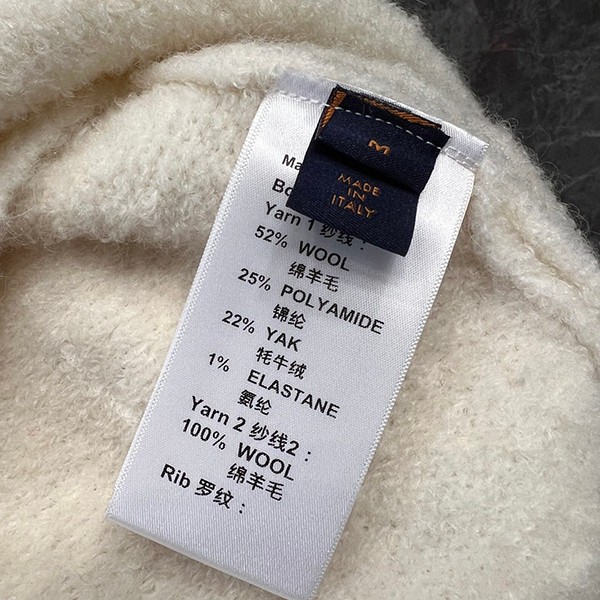 M
MADE
IN
ITALY
Yarn 1 纱线:
52% WOOL
绵羊毛
25% POLYAMIDE
锦纶
22% YAK
牦牛绒
1% ELASTANE
氨纶
Yarn 2 纱线2:
100% WOOL
绵羊毛
Rib 罗纹: